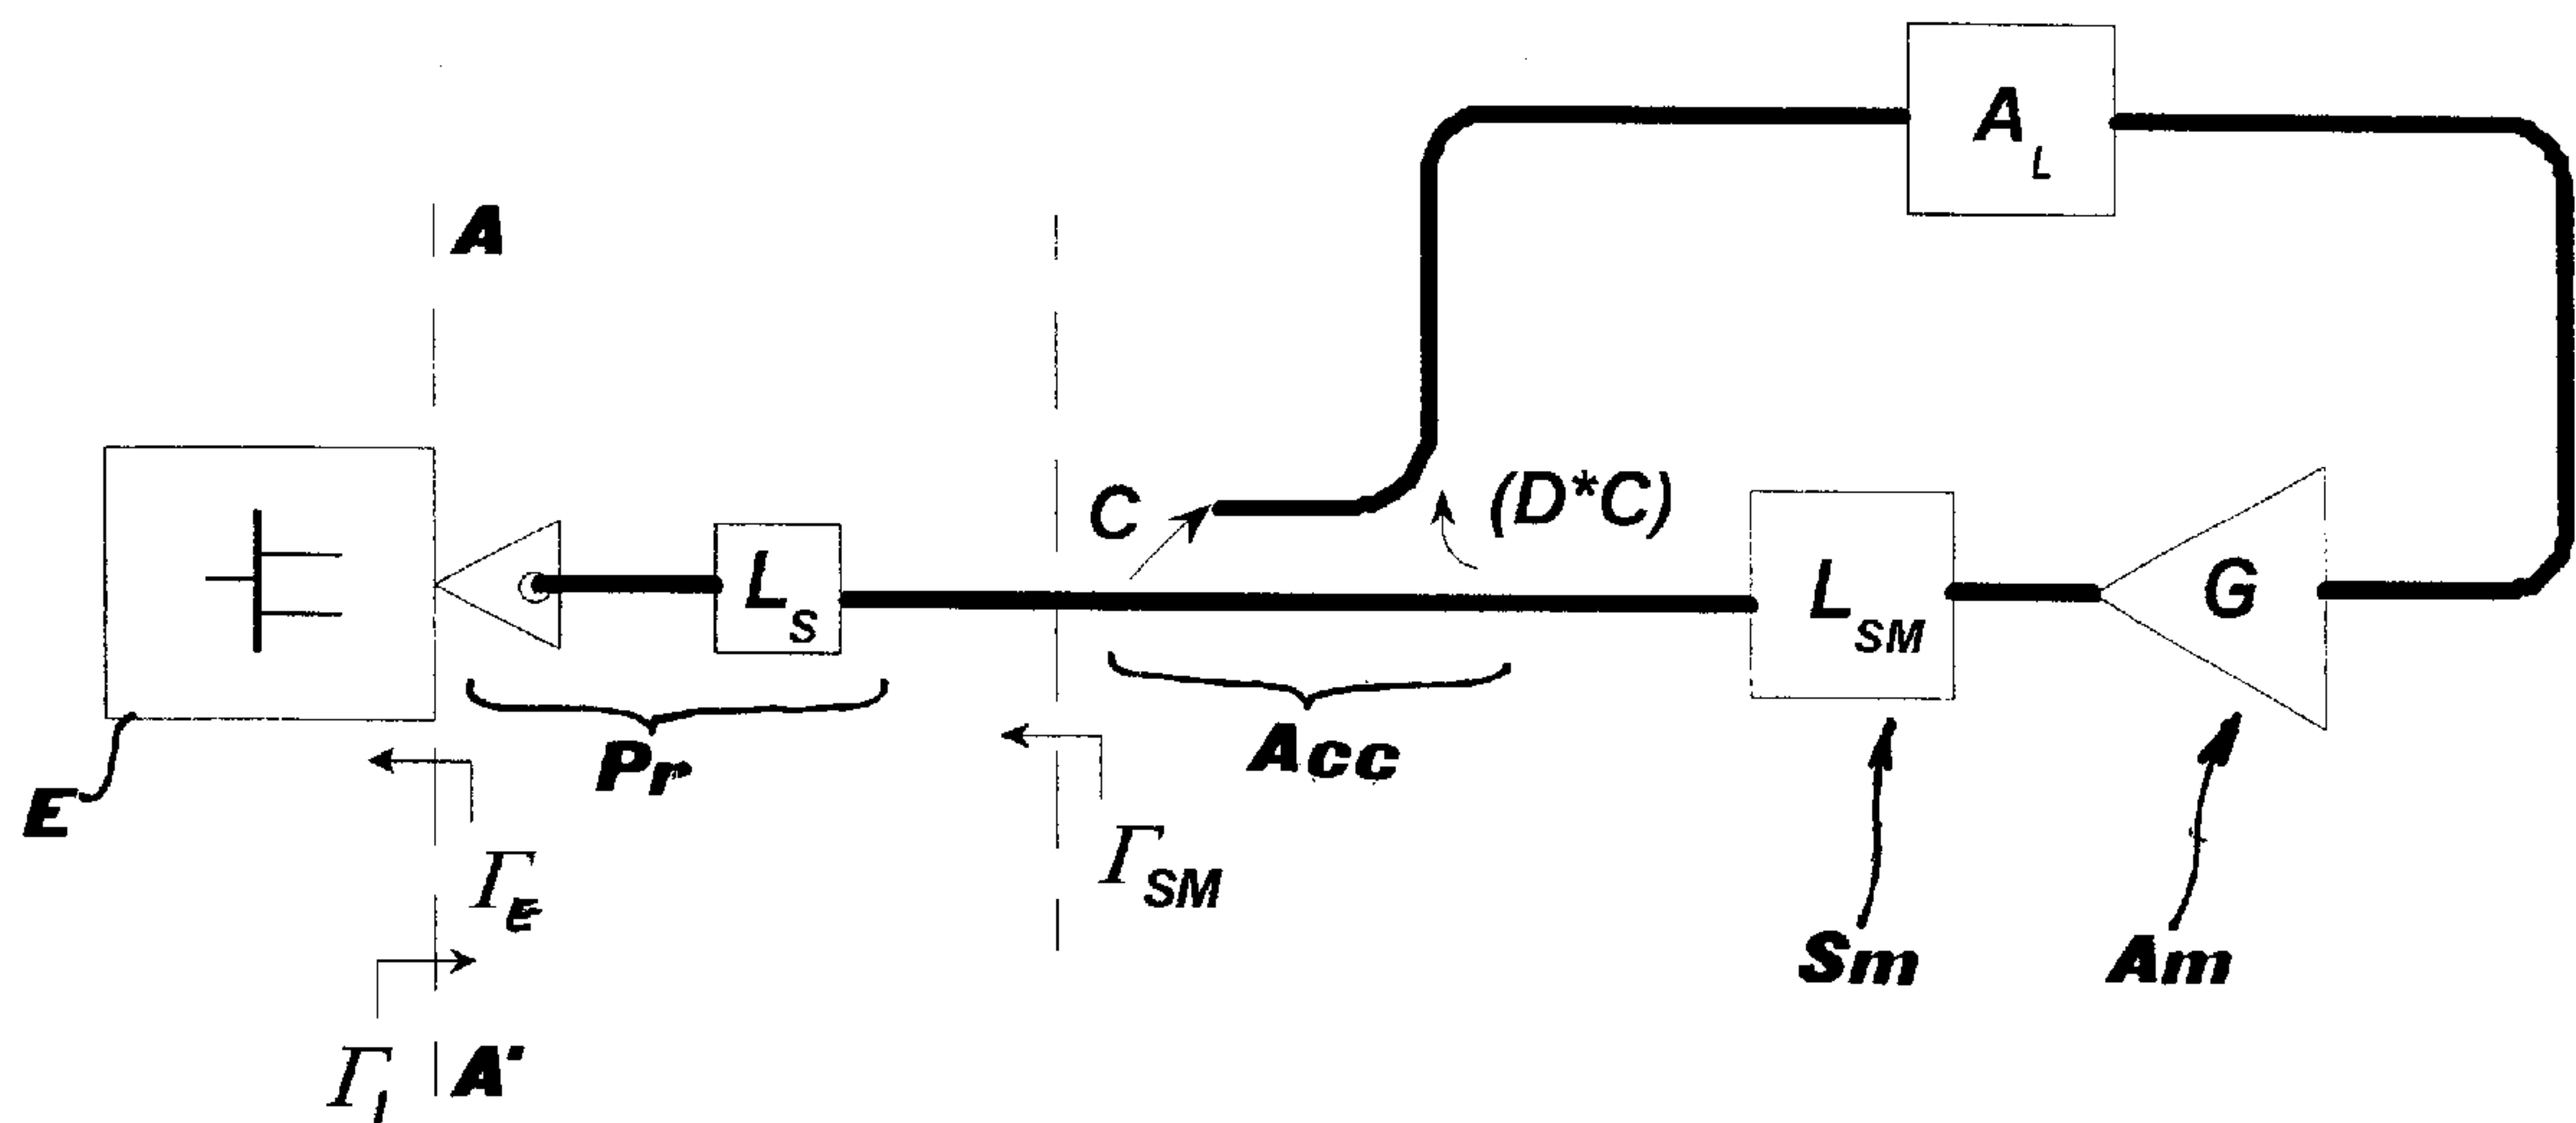 A_L
A
C
(D*C)
L_S
L_SM
G
Pr
Acc
E
Γ_E
Γ_SM
Sm
Am
Γ_l
A'